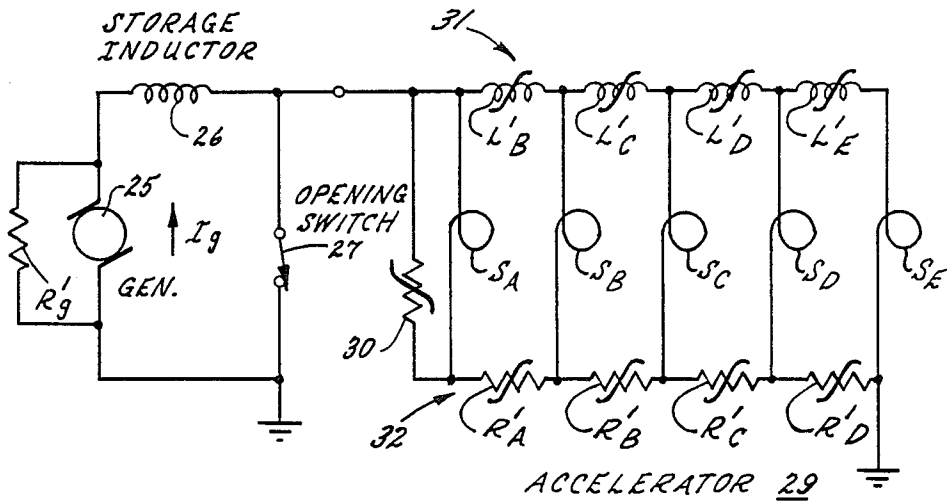 STORAGE
INDUCTOR
31
26
L'B
L'C
L'D
L'E
25
Ig
OPENING
SWITCH
27
R'g
GEN.
SA
SB
SC
SD
SE
30
32
R'A
R'B
R'C
R'D
ACCELERATOR 29